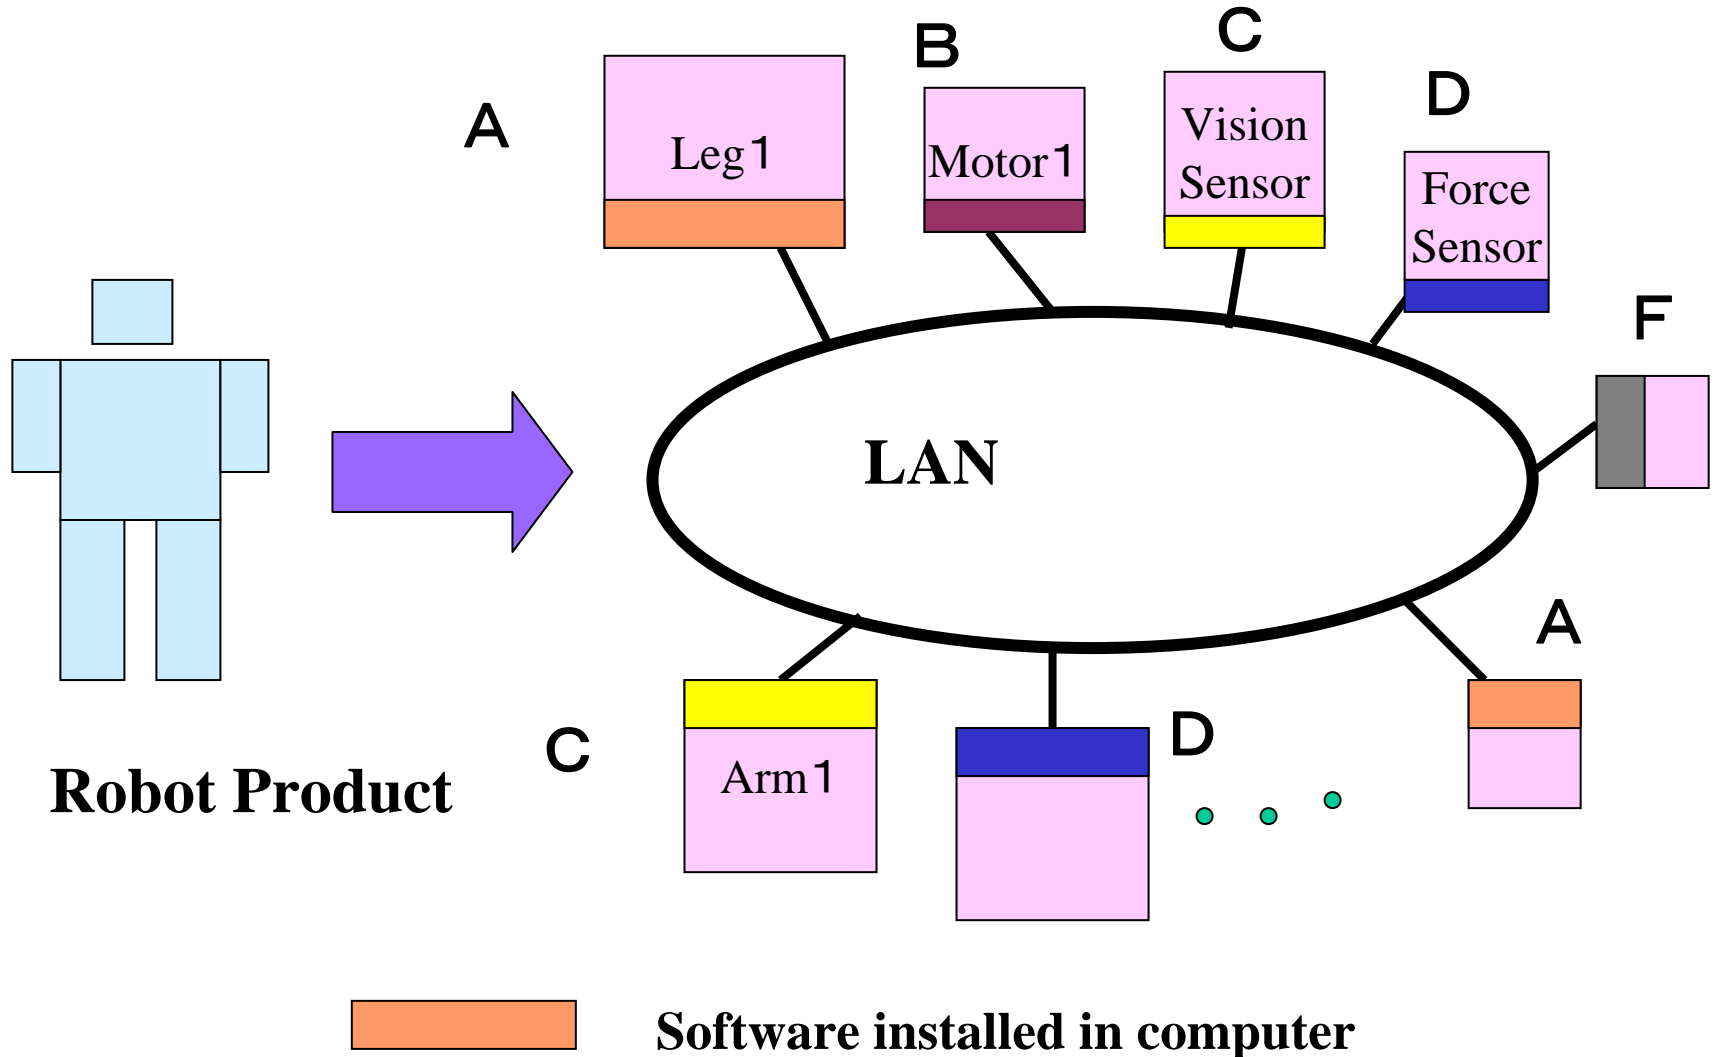 A
Leg1
B
Motor1
C
Vision
Sensor
D
Force
Sensor
F
LAN
A
C
Arm1
D
Robot Product
Software installed in computer